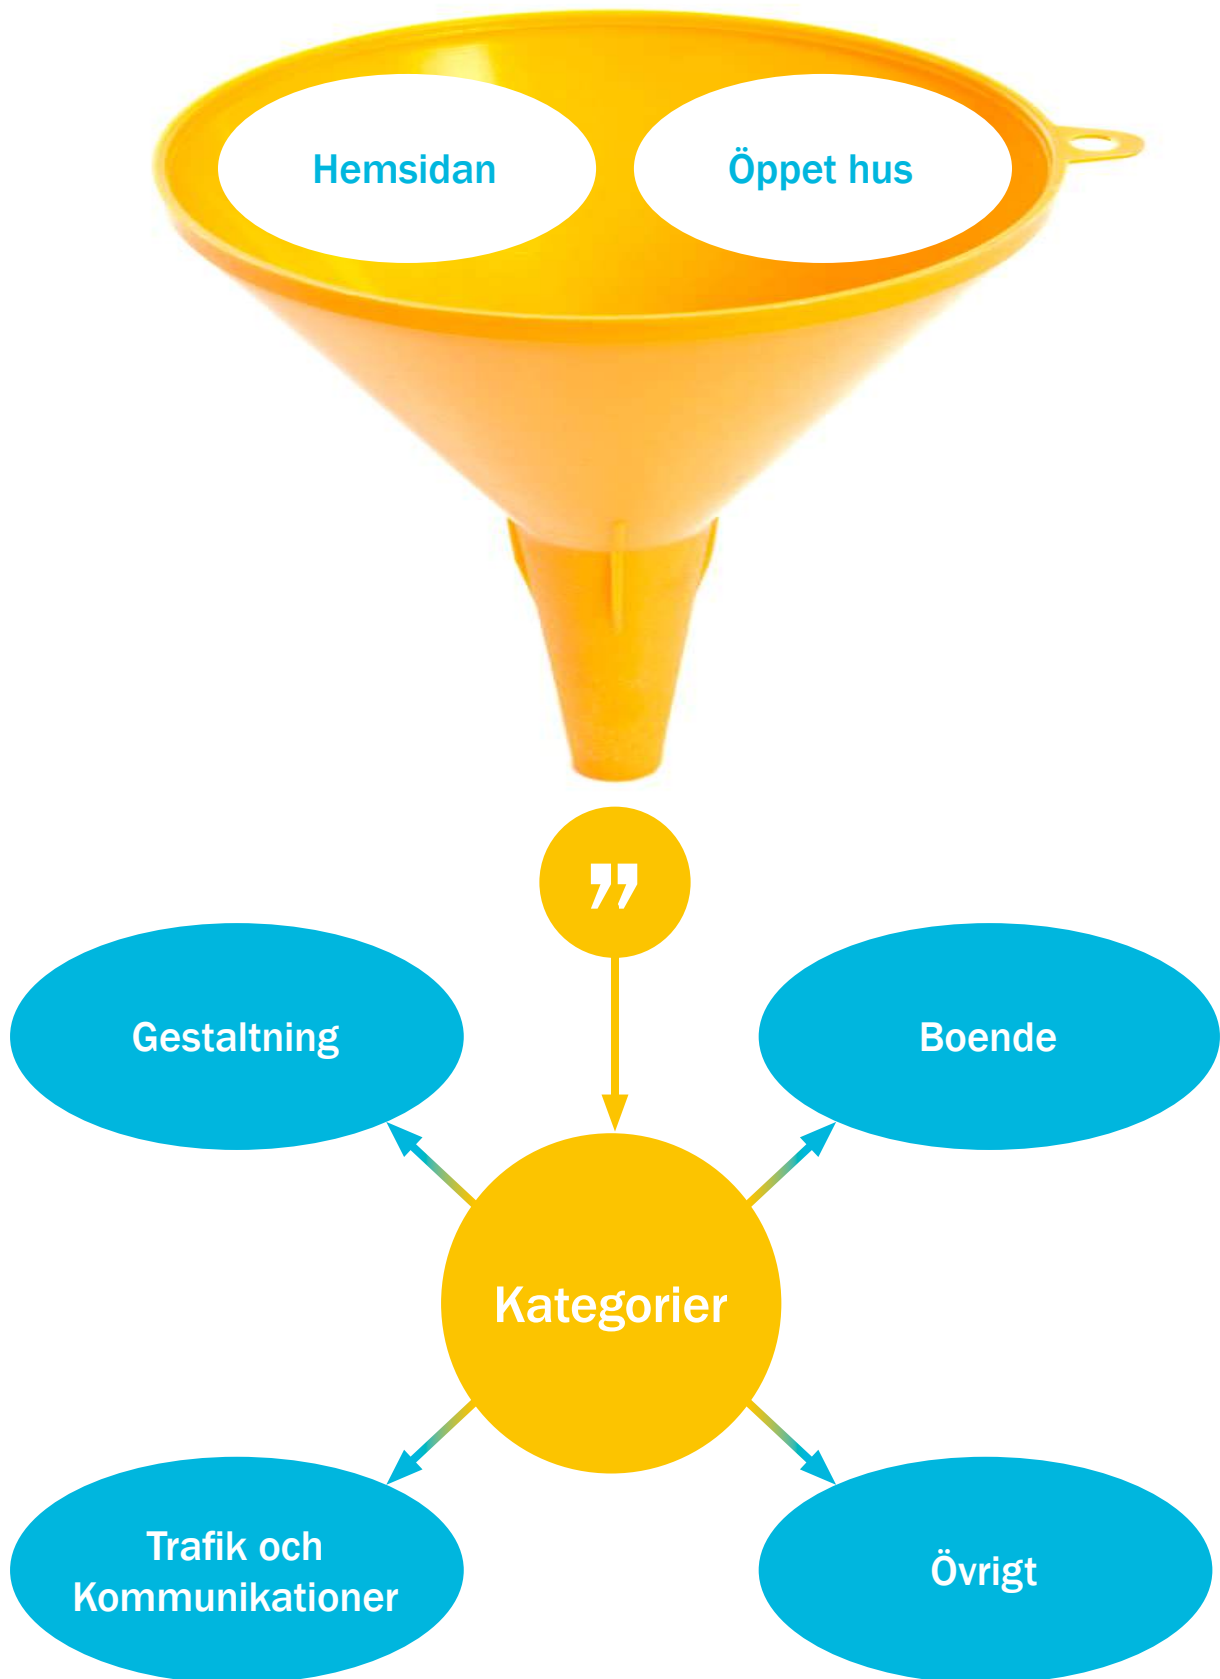 Hemsidan
Öppet hus
”
Gestaltning
Boende
Kategorier
Trafik och
Kommunikationer
Övrigt